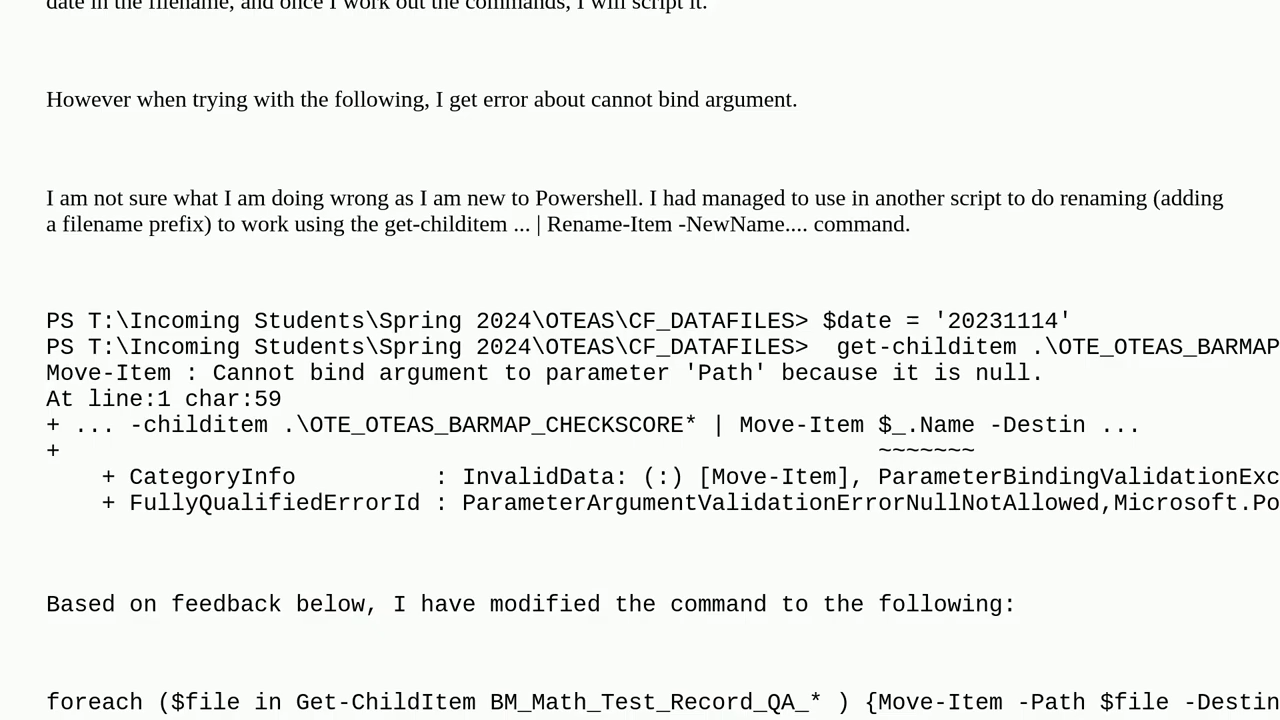 date in the filename, and once I work out the commands, I will script it.
However when trying with the following, I get error about cannot bind argument.
I am not sure what I am doing wrong as I am new to Powershell. I had managed to use in another script to do renaming (adding
a filename prefix) to work using the get-childitem ... | Rename-Item -NewName.... command.
PS T:\Incoming Students\Spring 2024\OTEAS\CF_DATAFILES> $date = '20231114'
PS T:\Incoming Students\Spring 2024\OTEAS\CF_DATAFILES>  get-childitem .\OTE_OTEAS_BARMAP
Move-Item : Cannot bind argument to parameter 'Path' because it is null.
At line:1 char:59
+ ... -childitem .\OTE_OTEAS_BARMAP_CHECKSCORE* | Move-Item $_.Name -Destin ...
+                                                           ~~~~~~~
    + CategoryInfo          : InvalidData: (:) [Move-Item], ParameterBindingValidationExc
    + FullyQualifiedErrorId : ParameterArgumentValidationErrorNullNotAllowed,Microsoft.Po
Based on feedback below, I have modified the command to the following:
foreach ($file in Get-ChildItem BM_Math_Test_Record_QA_* ) {Move-Item -Path $file -Destin